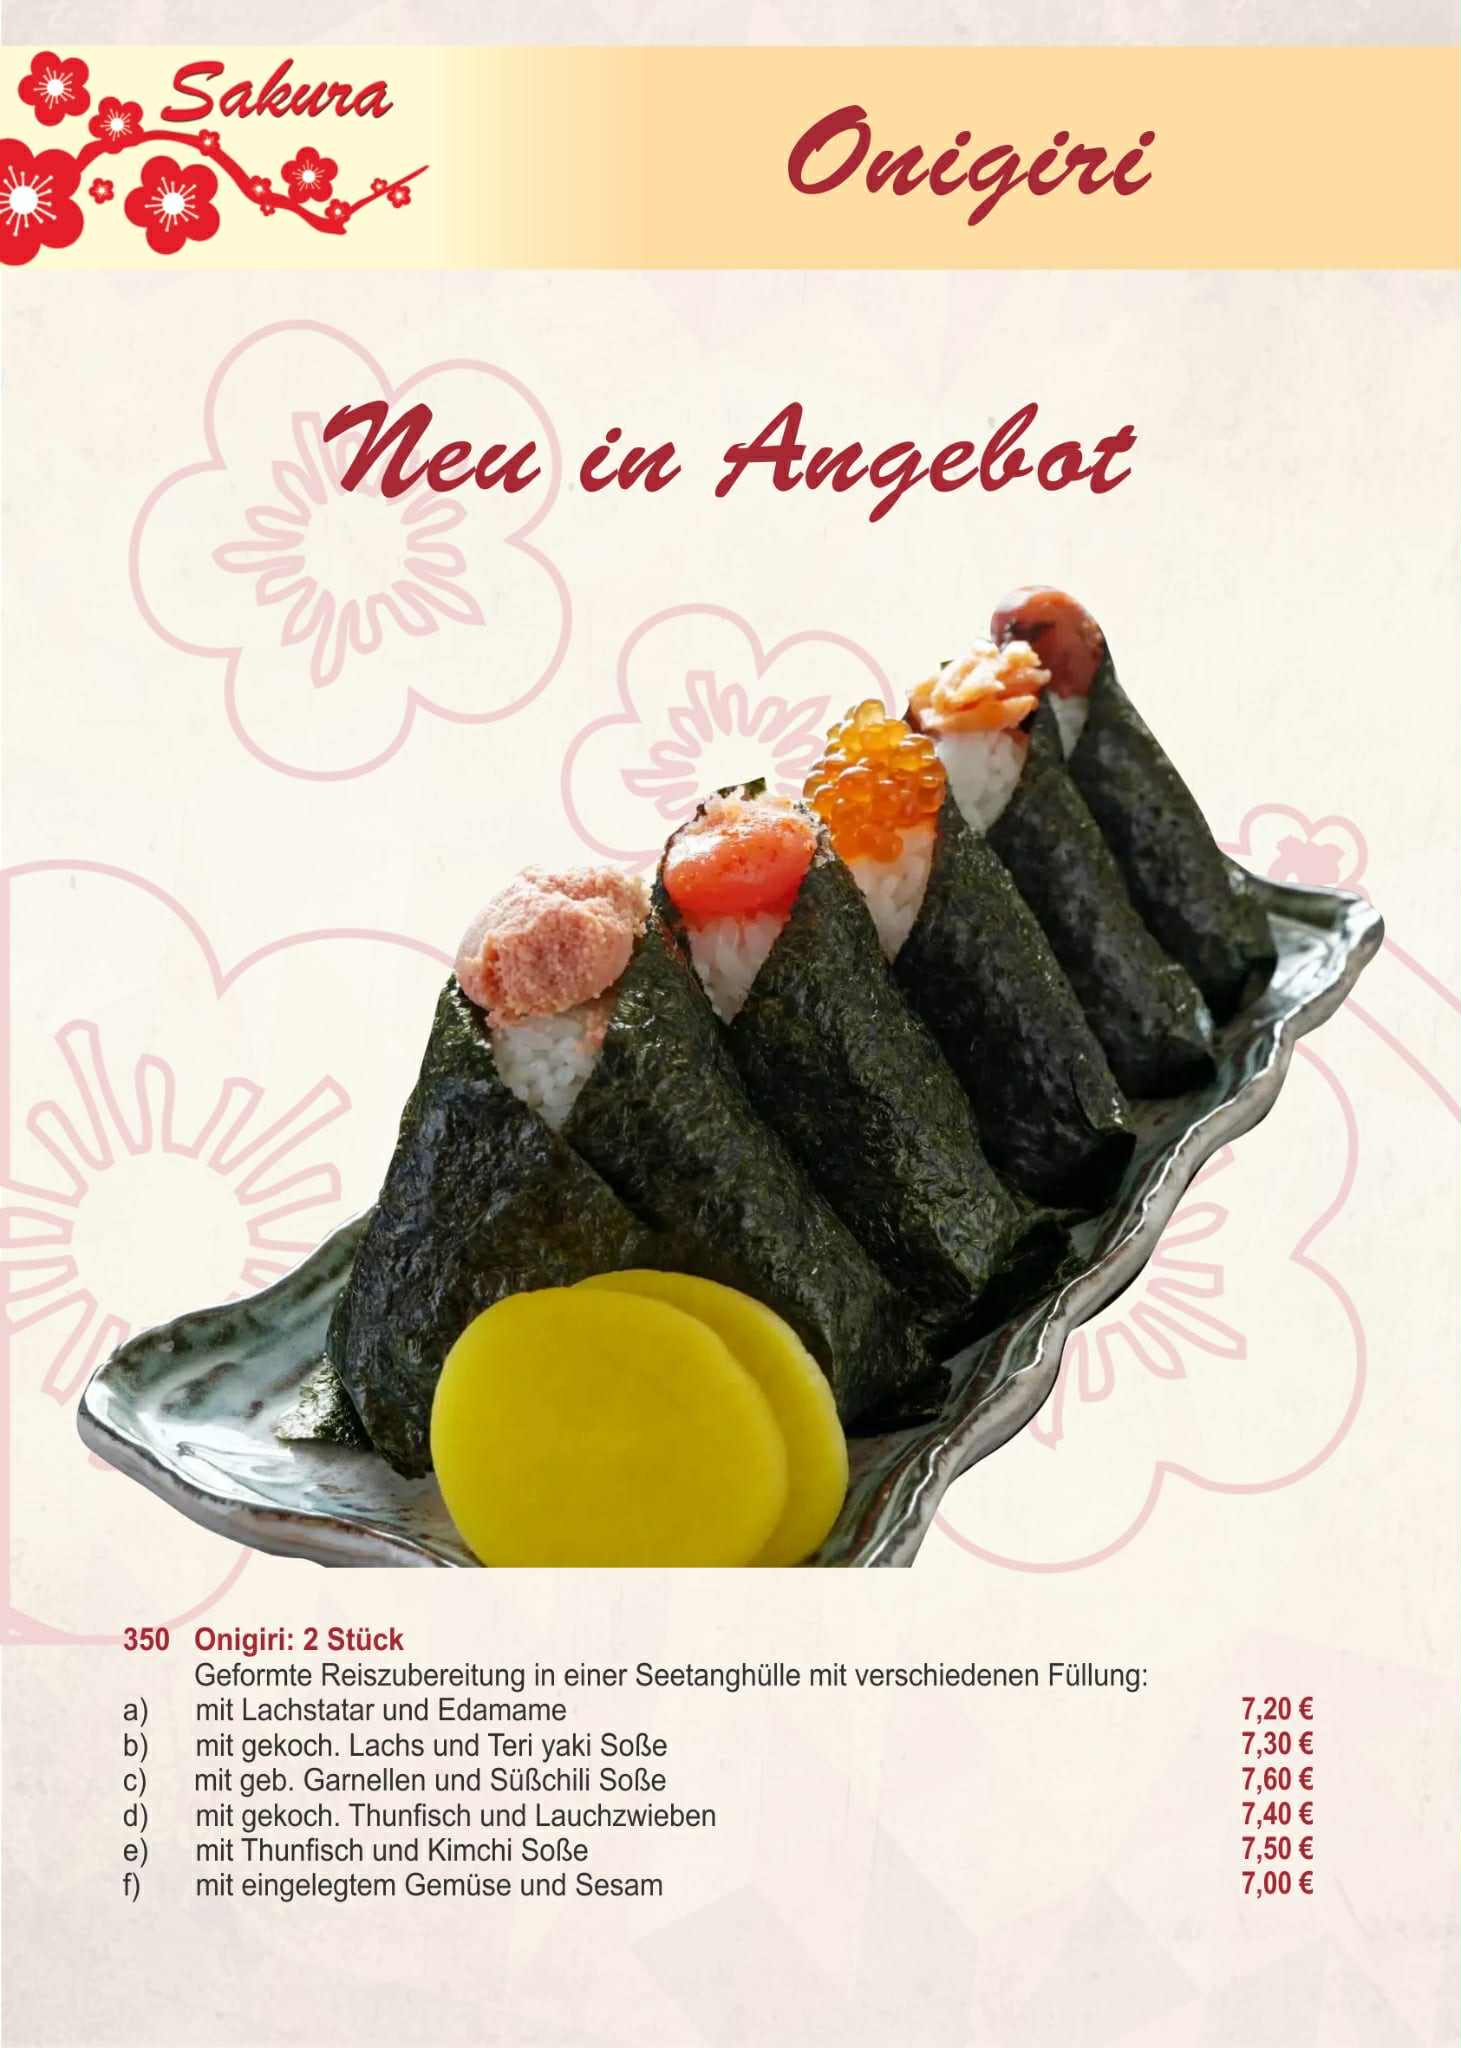 Sakura
Onigiri
Neu in Angebot
350 Onigiri: 2 Stück
Geformte Reiszubereitung in einer Seetanghülle mit verschiedenen Füllung:
a) mit Lachstatar und Edamame 7,20 €
b) mit gekoch. Lachs und Teri yaki Soße 7,30 €
c) mit geb. Garnellen und Süßchili Soße 7,60 €
d) mit gekoch. Thunfisch und Lauchzwieben 7,40 €
e) mit Thunfisch und Kimchi Soße 7,50 €
f) mit eingelegtem Gemüse und Sesam 7,00 €